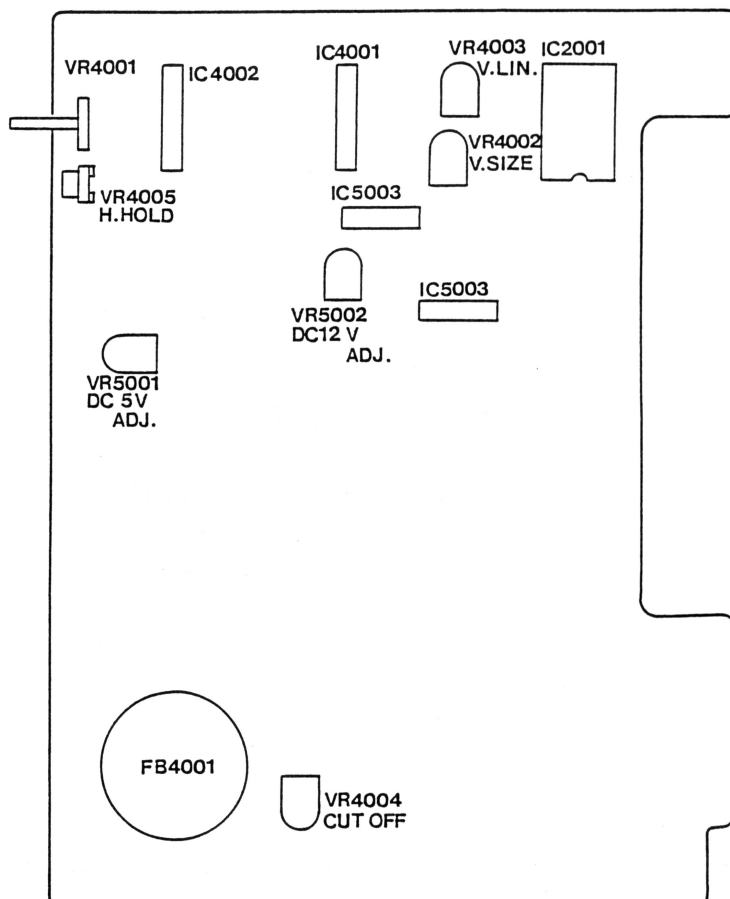 VR4001
IC4002
IC4001
VR4003
V.LIN.
IC2001
VR4002
V.SIZE
VR4005
H.HOLD
IC5003
IC5003
VR5002
DC12 V
ADJ.
VR5001
DC 5V
ADJ.
FB4001
VR4004
CUT OFF